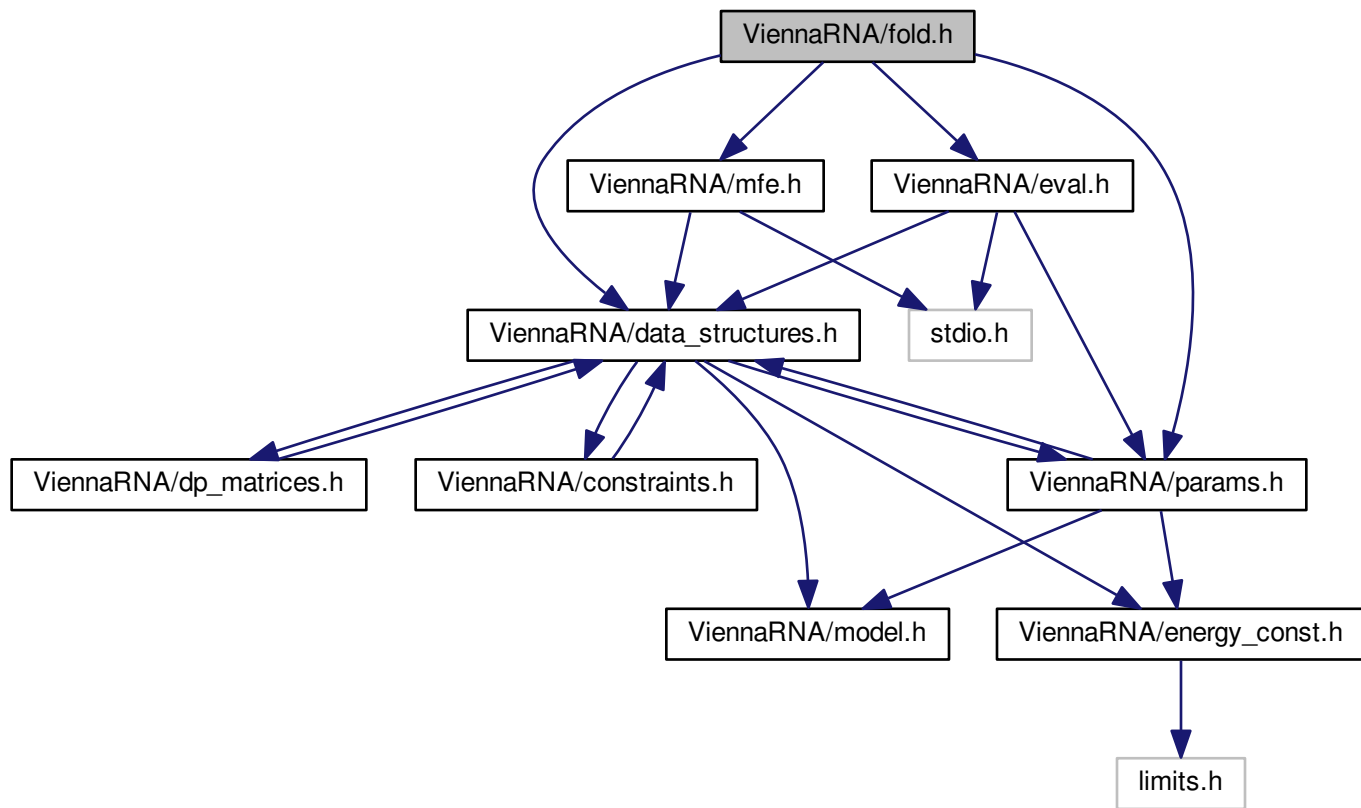 ViennaRNA/fold.h
ViennaRNA/mfe.h
ViennaRNA/eval.h
ViennaRNA/data_structures.h
stdio.h
ViennaRNA/dp_matrices.h
ViennaRNA/constraints.h
ViennaRNA/params.h
ViennaRNA/model.h
ViennaRNA/energy_const.h
limits.h